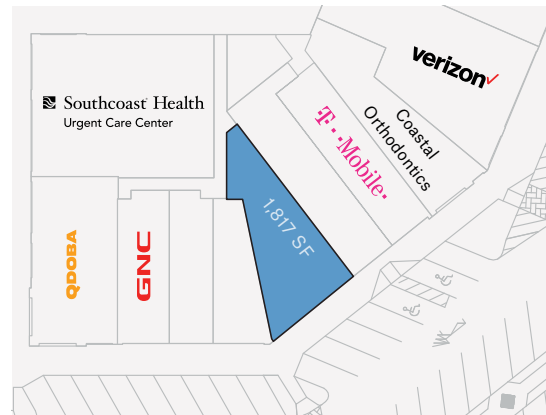 verizon
Southcoast Health
Urgent Care Center
Coastal
Orthodontics
T··Mobile·
1,817 SF
QDOBA
GNC